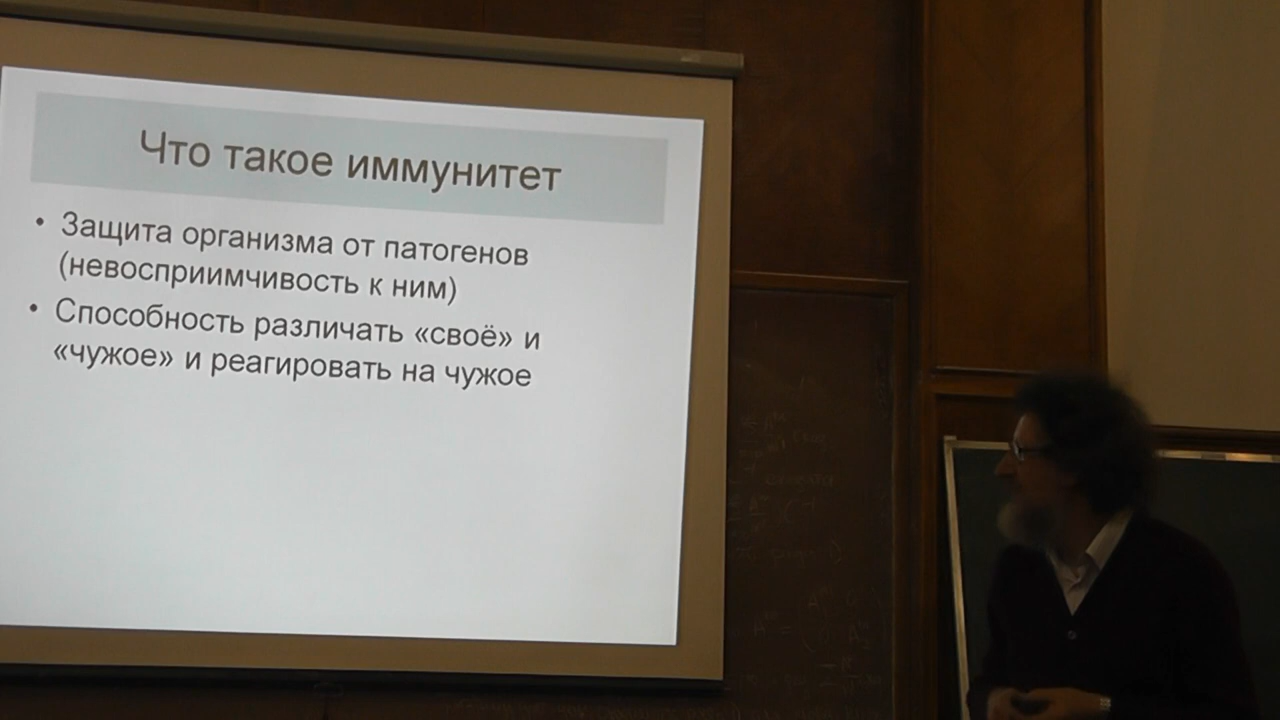 Что такое иммунитет
• Защита организма от патогенов
(невосприимчивость к ним)
• Способность различать «своё» и
«чужое» и реагировать на чужое